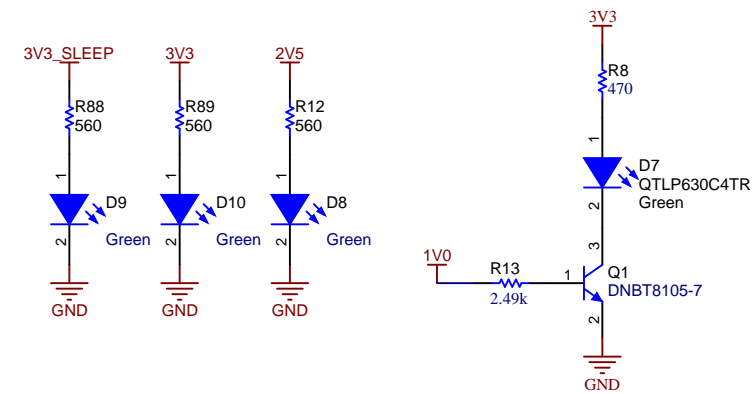 3V3_SLEEP
R88
560
1
D9
Green
2
GND
3V3
R89
560
1
D10
Green
2
GND
2V5
R12
560
1
D8
Green
2
GND
3V3
R8
470
1
D7
QTLP630C4TR
Green
2
3
1V0
R13
2.49k
1
Q1
DNBT8105-7
2
GND